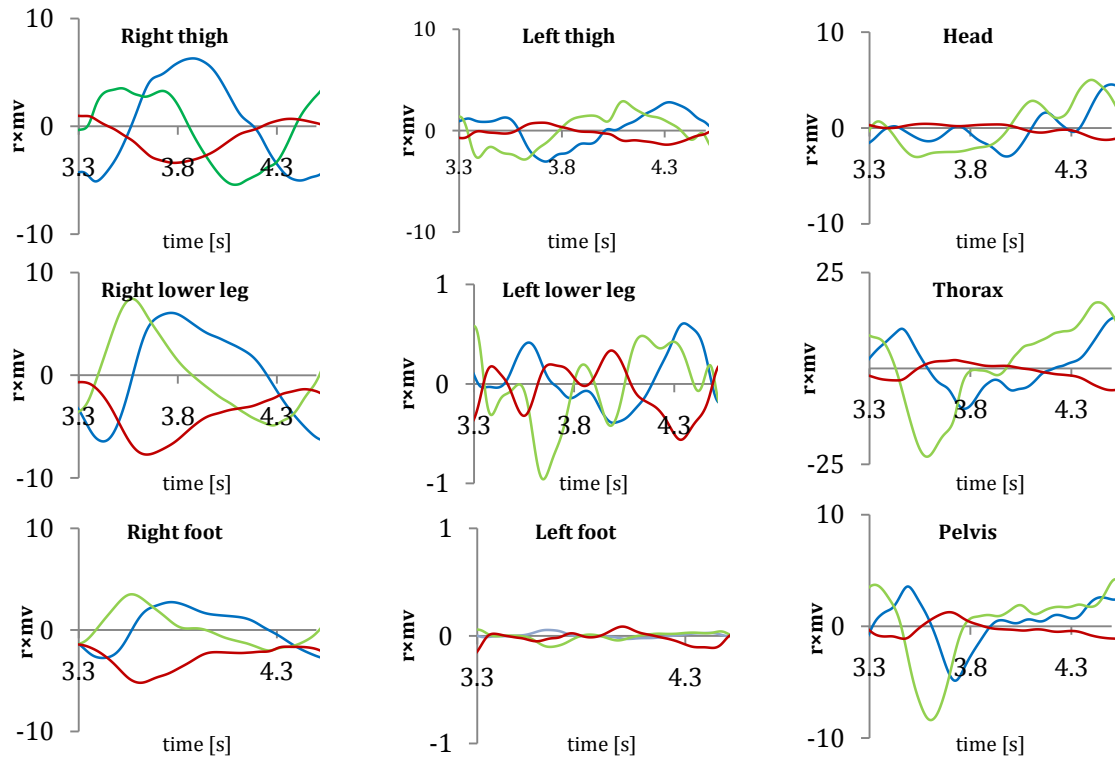 Right thigh
10
0
-10
r×mv
3.3
3.8
4.3
time [s]
Left thigh
10
0
-10
r×mv
3.3
3.8
4.3
time [s]
Head
10
0
-10
r×mv
3.3
3.8
4.3
time [s]
Right lower leg
10
0
-10
r×mv
3.3
3.8
4.3
time [s]
Left lower leg
1
0
-1
r×mv
3.3
3.8
4.3
time [s]
Thorax
25
-25
r×mv
3.3
3.8
4.3
time [s]
Right foot
10
0
-10
r×mv
3.3
4.3
time [s]
Left foot
1
0
-1
r×mv
3.3
4.3
time [s]
Pelvis
10
0
-10
r×mv
3.3
3.8
4.3
time [s]